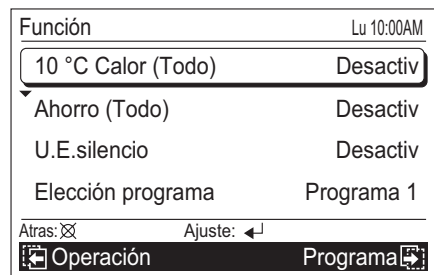 Función Lu 10:00AM
10 °C Calor (Todo) Desactiv
Ahorro (Todo) Desactiv
U.E.silencio Desactiv
Elección programa Programa 1
Atras: Ajuste:
Operación Programa